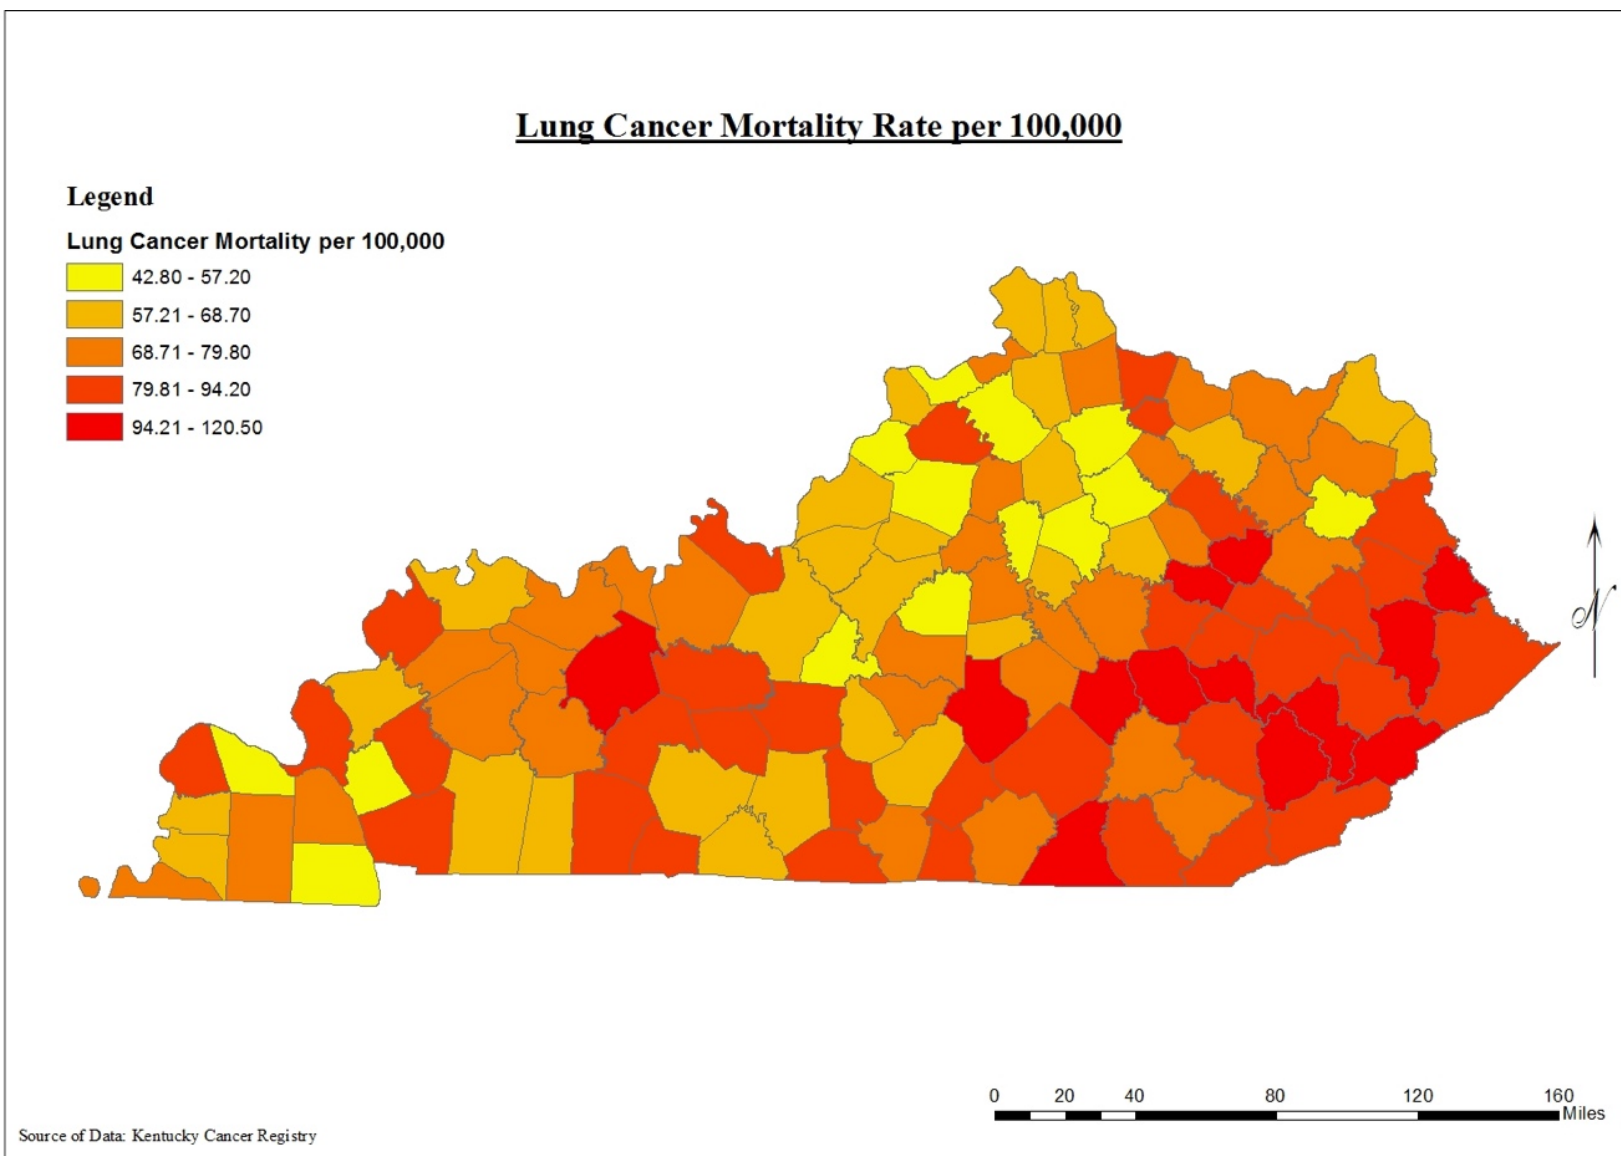 Lung Cancer Mortality Rate per 100,000
Legend
Lung Cancer Mortality per 100,000
42.80 - 57.20
57.21 - 68.70
68.71 - 79.80
79.81 - 94.20
94.21 - 120.50
N
0 20 40 80 120 160
Miles
Source of Data: Kentucky Cancer Registry